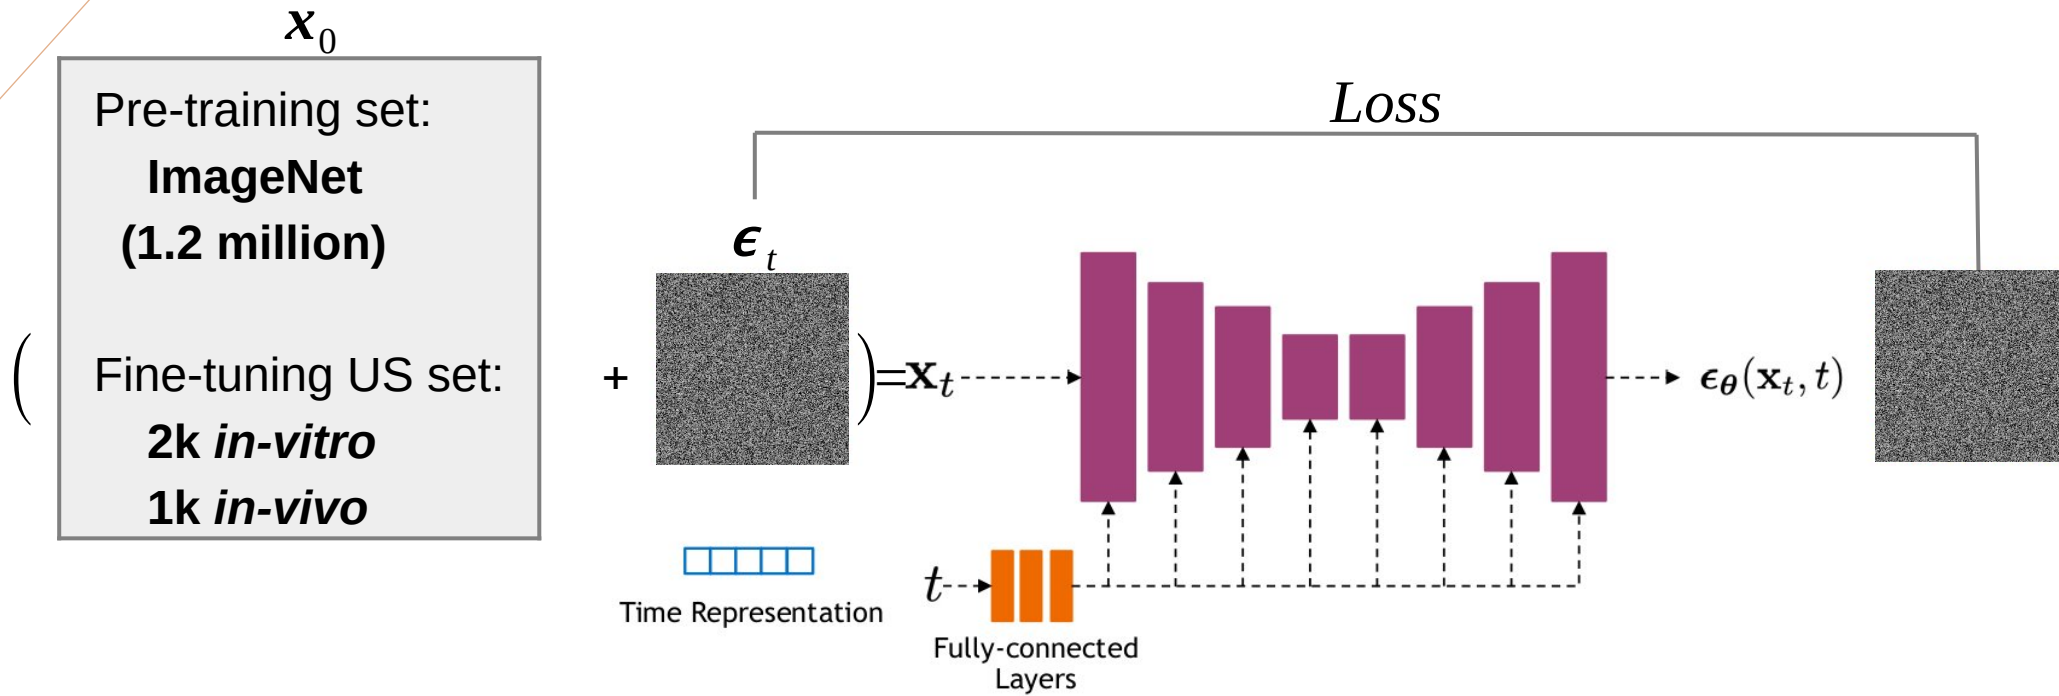 x₀
Pre-training set:
ImageNet
(1.2 million)
Fine-tuning US set:
2k in-vitro
1k in-vivo
Loss
( + ϵₜ ) = xₜ
ϵ_θ(xₜ, t)
Time Representation
t
Fully-connected
Layers